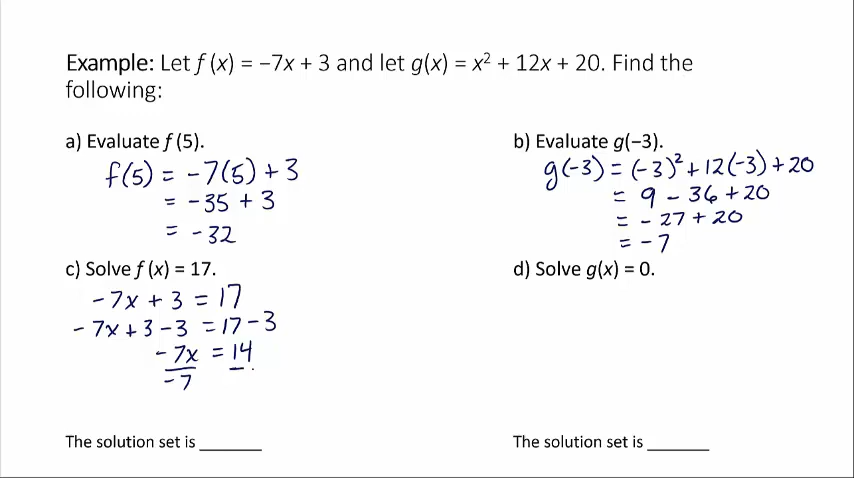 Example: Let f (x) = −7x + 3 and let g(x) = x² + 12x + 20. Find the
following:
a) Evaluate f (5).
f(5) = -7(5) + 3
= -35 + 3
= -32
b) Evaluate g(−3).
g(-3) = (-3)² + 12(-3) + 20
= 9 - 36 + 20
= -27 + 20
= -7
c) Solve f (x) = 17.
-7x + 3 = 17
-7x + 3 - 3 = 17 - 3
-7x = 14
-7
The solution set is _______
d) Solve g(x) = 0.
The solution set is _______